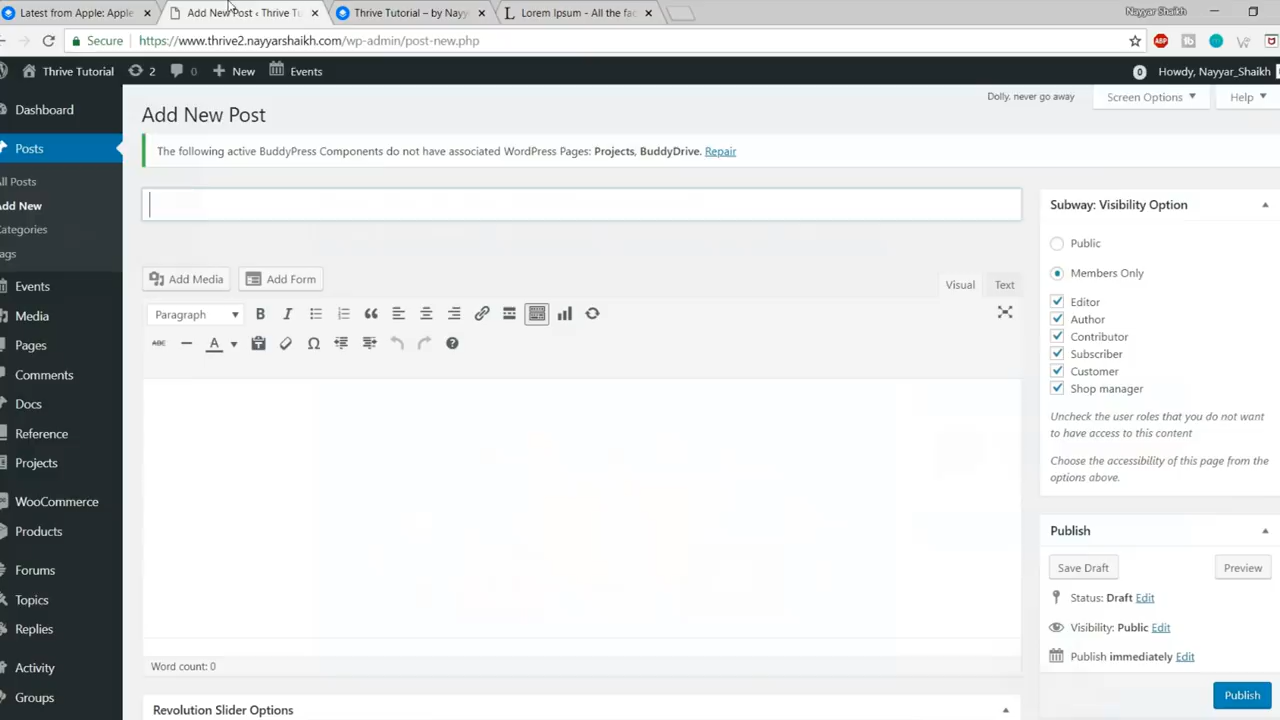 Latest from Apple: Apple
Add New Post ‹ Thrive Tu
Thrive Tutorial – by Nayy
Lorem Ipsum - All the fac
Nayyar Shaikh
Secure
https://www.thrive2.nayyarshaikh.com/wp-admin/post-new.php
ABP
Thrive Tutorial
2
0
New
Events
0
Howdy, Nayyar_Shaikh
Dashboard
Posts
All Posts
Add New
Categories
Tags
Events
Media
Pages
Comments
Docs
Reference
Projects
WooCommerce
Products
Forums
Topics
Replies
Activity
Groups
Dolly, never go away
Screen Options
Help
Add New Post
The following active BuddyPress Components do not have associated WordPress Pages: Projects, BuddyDrive. Repair
Add Media
Add Form
Visual
Text
Paragraph
B
I
ABC
A
Word count: 0
Revolution Slider Options
Subway: Visibility Option
Public
Members Only
Editor
Author
Contributor
Subscriber
Customer
Shop manager
Uncheck the user roles that you do not want
to have access to this content
Choose the accessibility of this page from the
options above.
Publish
Save Draft
Preview
Status: Draft Edit
Visibility: Public Edit
Publish immediately Edit
Publish